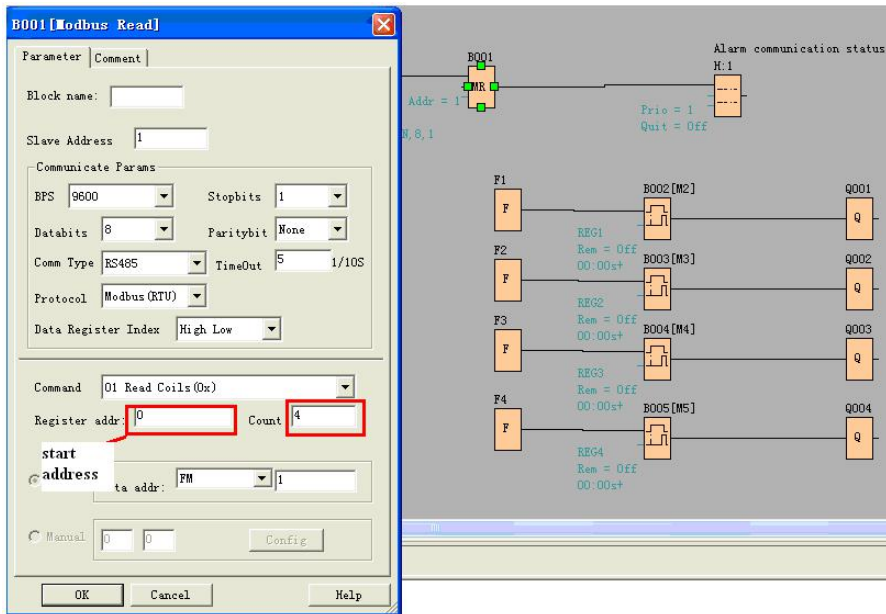 B001[Modbus Read]
Parameter
Comment
Block name:
Slave Address 1
Communicate Params
BPS 9600 Stopbits 1
Databits 8 Paritybit None
Comm Type RS485 TimeOut 5 1/10S
Protocol Modbus(RTU)
Data Register Index High Low
Command 01 Read Coils(0x)
Register addr: 0 Count 4
start
address
ta addr: FM 1
Manual 0 0 Config
OK Cancel Help
B001
MR
Addr = 1
N,8,1
Alarm communication status
H:1
Prio = 1
Quit = Off
F1
F
B002[M2]
REG1
Rem = Off
00:00s+
Q001
Q
F2
F
B003[M3]
REG2
Rem = Off
00:00s+
Q002
Q
F3
F
B004[M4]
REG3
Rem = Off
00:00s+
Q003
Q
F4
F
B005[M5]
REG4
Rem = Off
00:00s+
Q004
Q